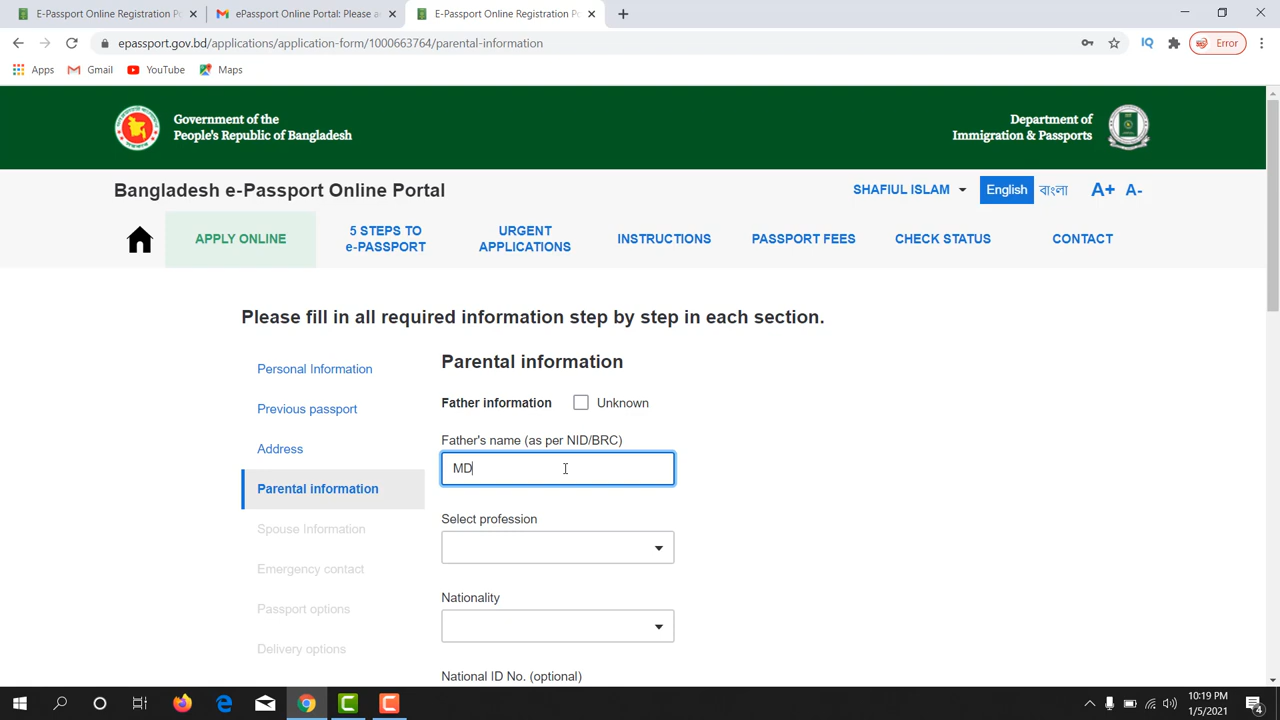 E-Passport Online Registration Po
ePassport Online Portal: Please a
E-Passport Online Registration Po
epassport.gov.bd/applications/application-form/1000663764/parental-information
Error
Apps
Gmail
YouTube
Maps
Government of the
People's Republic of Bangladesh
Department of
Immigration & Passports
Bangladesh e-Passport Online Portal
SHAFIUL ISLAM
English
বাংলা
A+
A-
APPLY ONLINE
5 STEPS TO
e-PASSPORT
URGENT
APPLICATIONS
INSTRUCTIONS
PASSPORT FEES
CHECK STATUS
CONTACT
Please fill in all required information step by step in each section.
Personal Information
Previous passport
Address
Parental information
Spouse Information
Emergency contact
Passport options
Delivery options
Parental information
Father information
Unknown
Father's name (as per NID/BRC)
MD
Select profession
Nationality
National ID No. (optional)
10:19 PM
1/5/2021
4